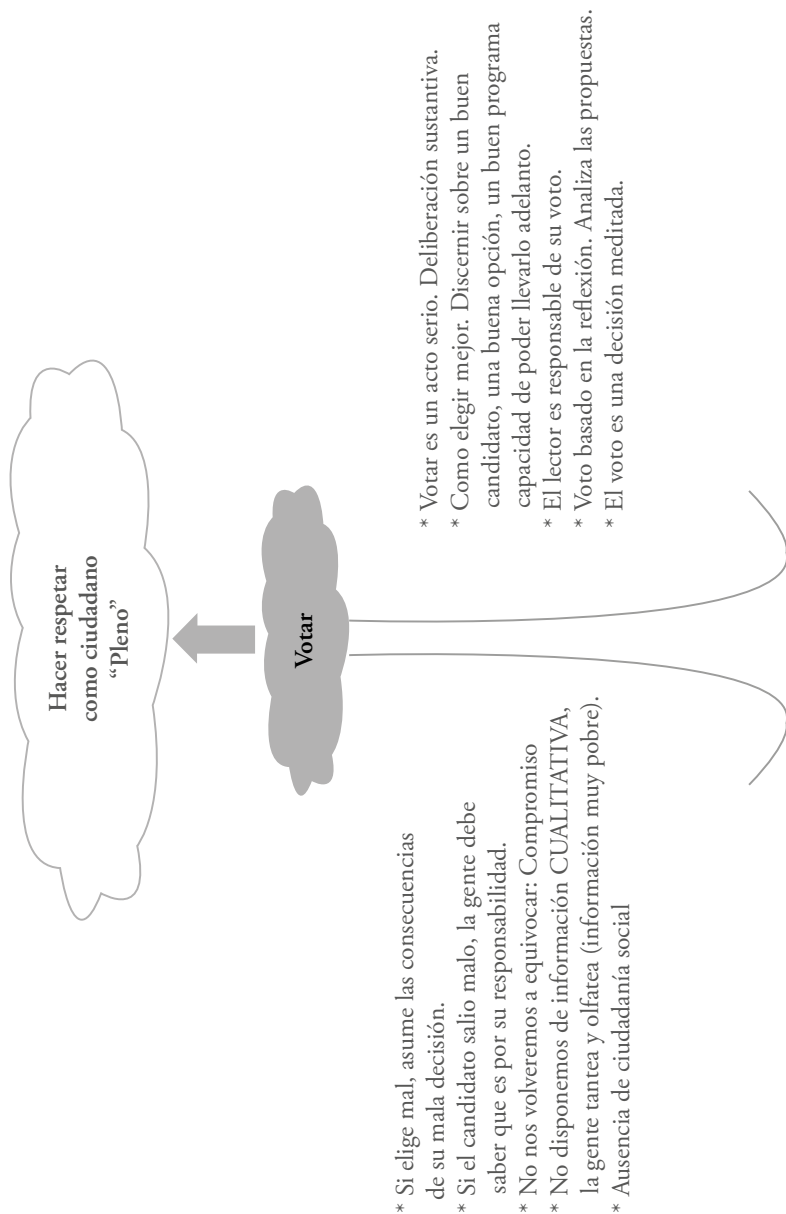 Hacer respetar
como ciudadano
“Pleno”
Votar
* Si elige mal, asume las consecuencias
de su mala decisión.
* Si el candidato salio malo, la gente debe
saber que es por su responsabilidad.
* No nos volveremos a equivocar: Compromiso
* No disponemos de información CUALITATIVA,
la gente tantea y olfatea (información muy pobre).
* Ausencia de ciudadanía social
* Votar es un acto serio. Deliberación sustantiva.
* Como elegir mejor. Discernir sobre un buen
candidato, una buena opción, un buen programa
capacidad de poder llevarlo adelanto.
* El lector es responsable de su voto.
* Voto basado en la reflexión. Analiza las propuestas.
* El voto es una decisión meditada.